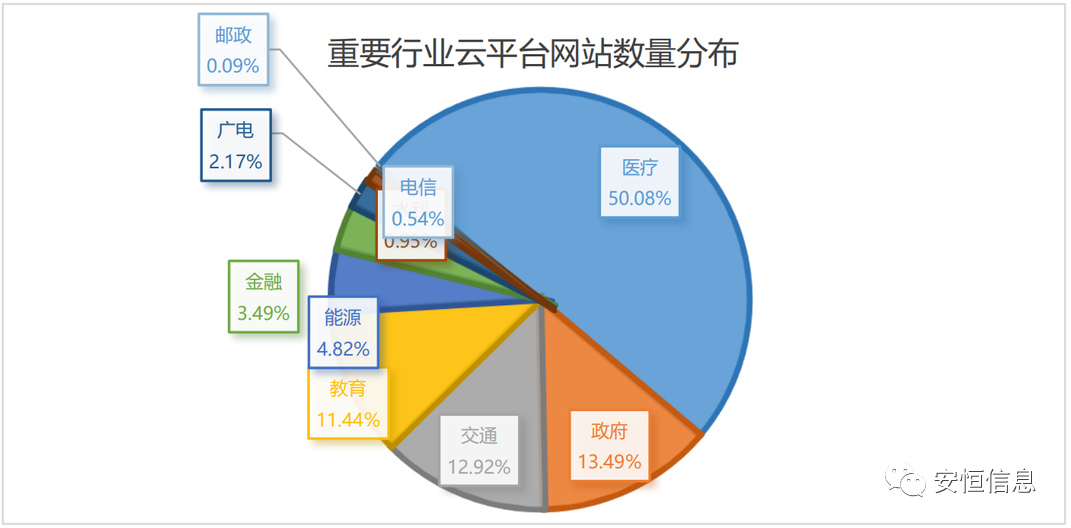 重要行业云平台网站数量分布
邮政
0.09%
广电
2.17%
电信
0.54%
0.95%
医疗
50.08%
金融
3.49%
能源
4.82%
教育
11.44%
交通
12.92%
政府
13.49%
安恒信息